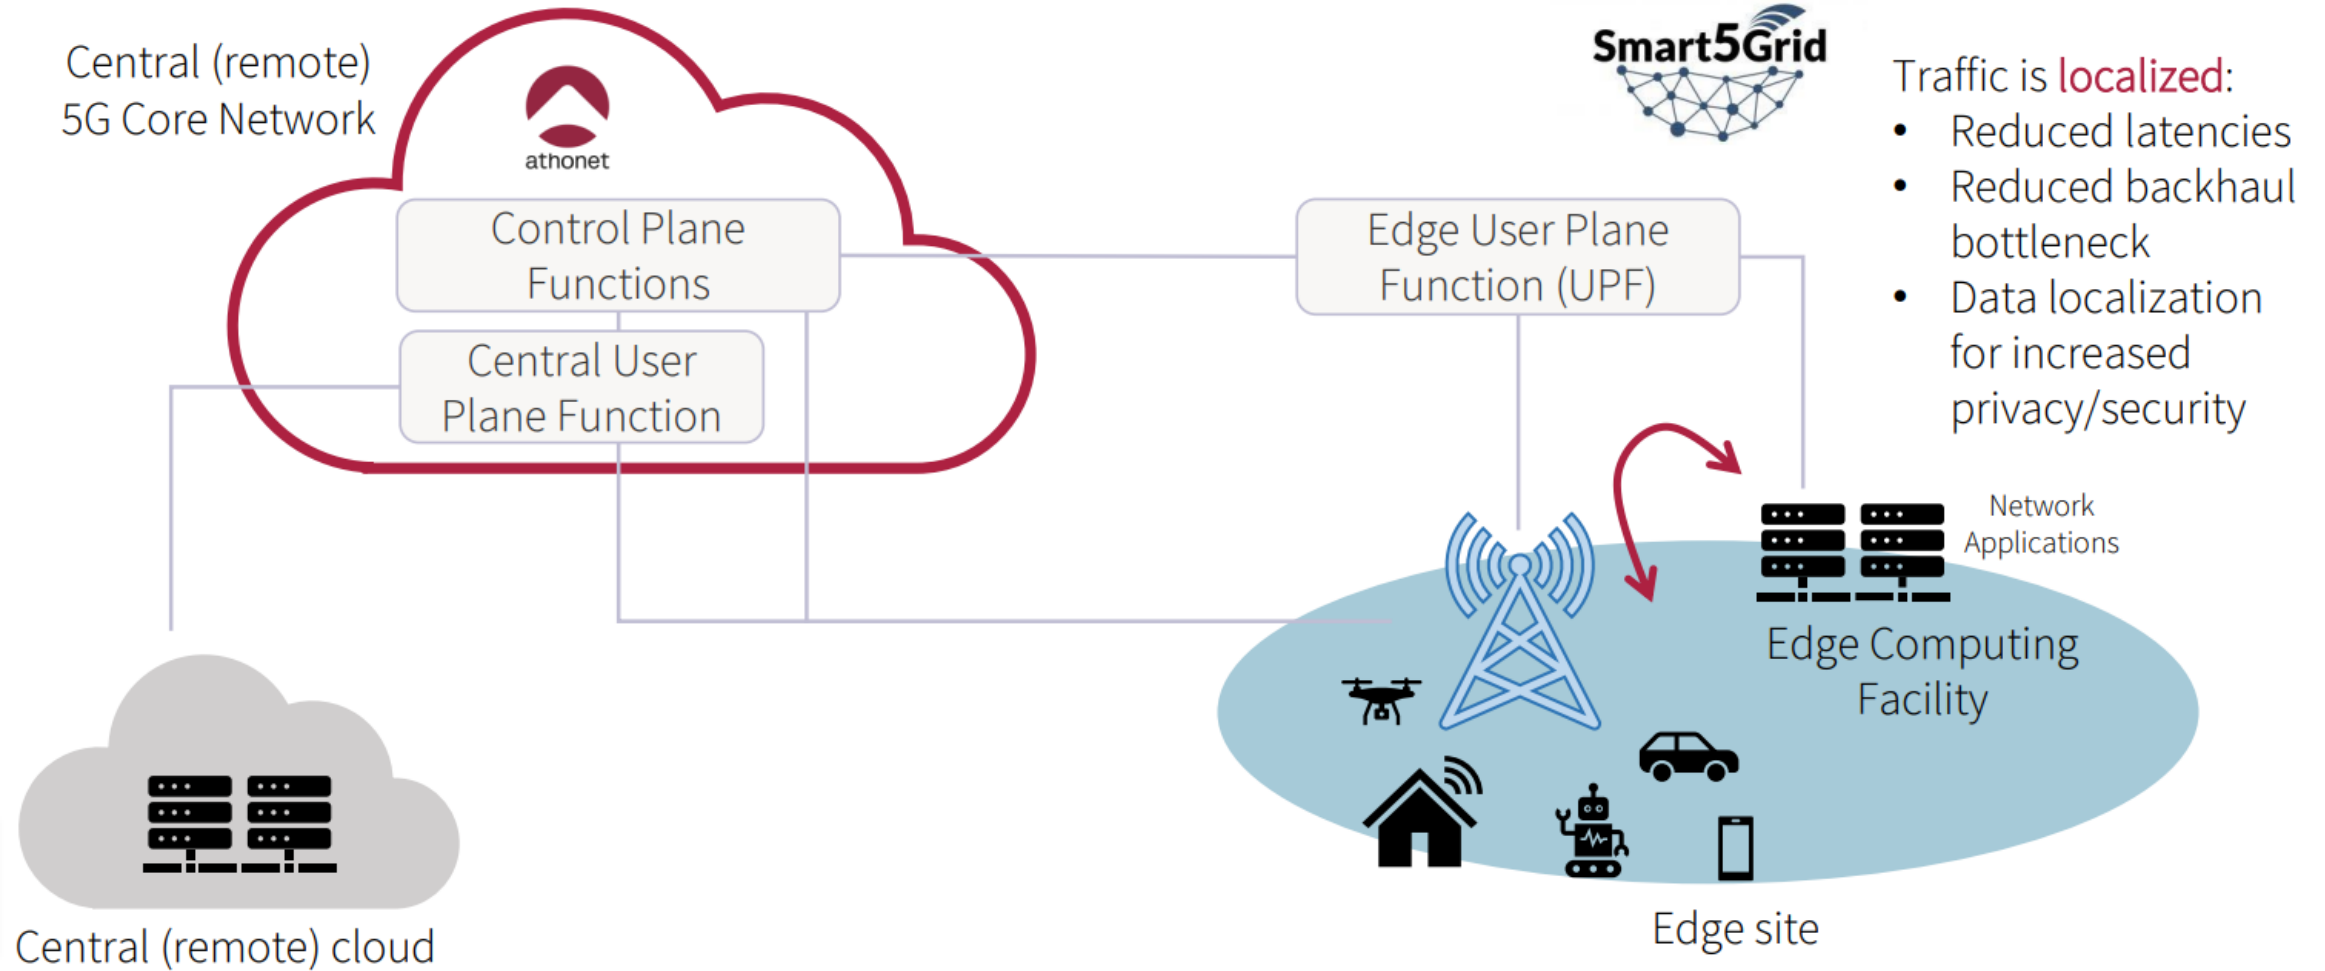 Central (remote)
5G Core Network
athonet
Control Plane
Functions
Central User
Plane Function
Smart5Grid
Edge User Plane
Function (UPF)
Traffic is localized:
• Reduced latencies
• Reduced backhaul
bottleneck
• Data localization
for increased
privacy/security
Network
Applications
Edge Computing
Facility
Edge site
Central (remote) cloud